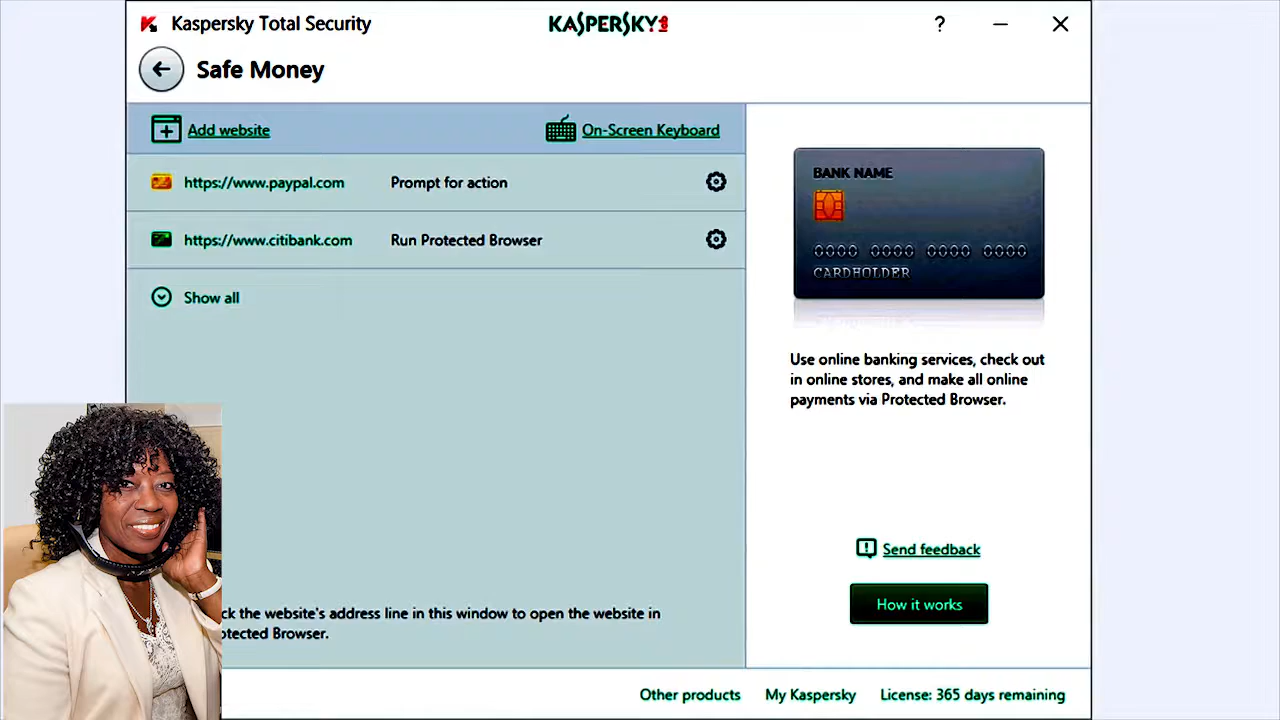 Kaspersky Total Security
KASPERSKY
?
Safe Money
Add website
On-Screen Keyboard
https://www.paypal.com Prompt for action
https://www.citibank.com Run Protected Browser
Show all
BANK NAME
0000 0000 0000 0000
CARDHOLDER
Use online banking services, check out
in online stores, and make all online
payments via Protected Browser.
Send feedback
How it works
the website's address line in this window to open the website in
Browser.
Other products My Kaspersky License: 365 days remaining